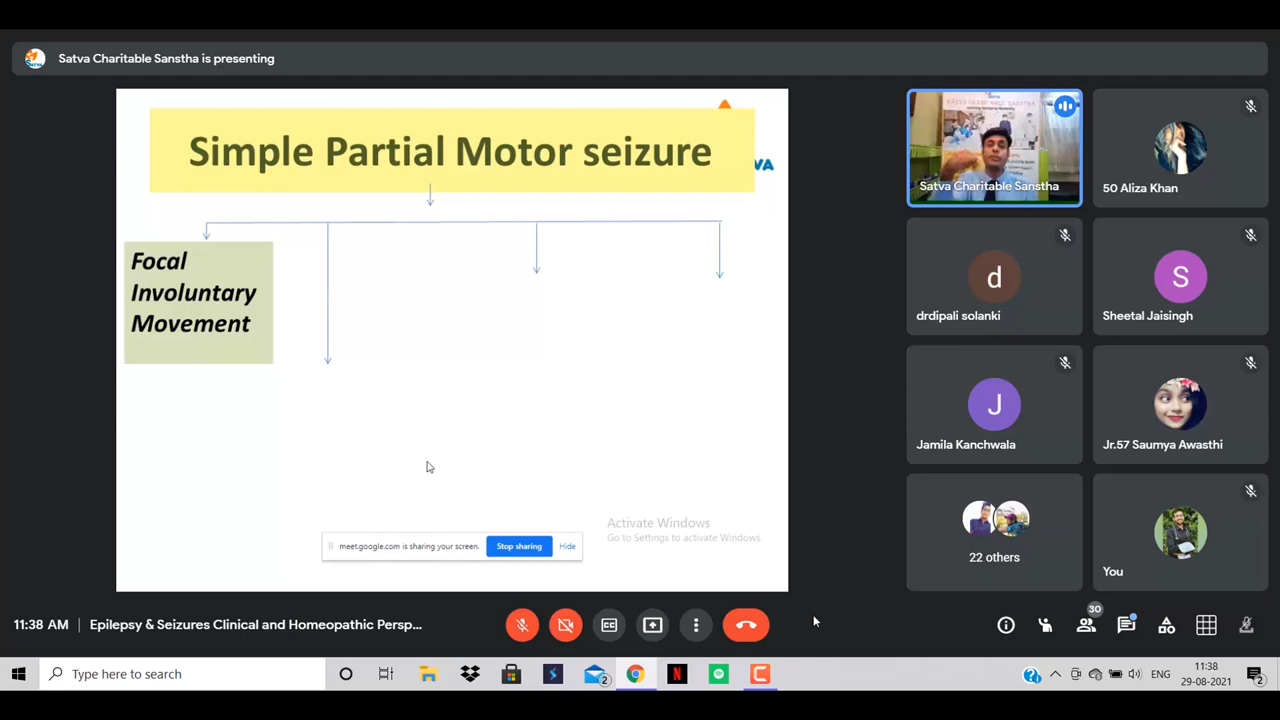 Satva Charitable Sanstha is presenting
Simple Partial Motor seizure
VA
Focal
Involuntary
Movement
Activate Windows
Go to Settings to activate Windows.
meet.google.com is sharing your screen.
Stop sharing
Hide
Satva Charitable Sanstha
50 Aliza Khan
d
drdipali solanki
S
Sheetal Jaisingh
J
Jamila Kanchwala
Jr.57 Saumya Awasthi
22 others
You
11:38 AM
Epilepsy & Seizures Clinical and Homeopathic Persp...
30
Type here to search
2
ENG
11:38
29-08-2021
2